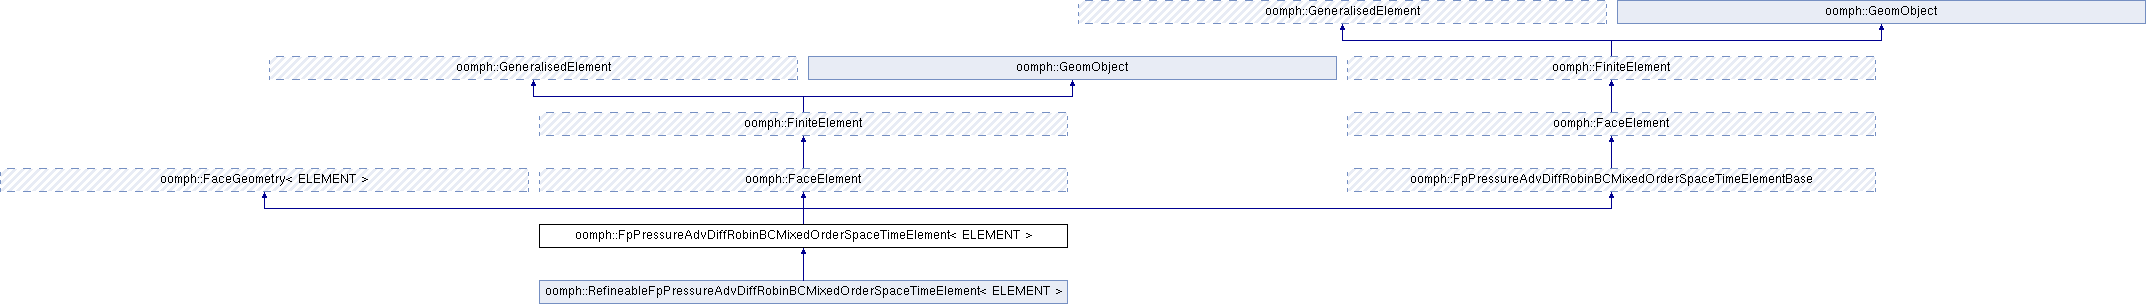 oomph::GeneralisedElement
oomph::GeomObject
oomph::GeneralisedElement
oomph::GeomObject
oomph::FiniteElement
oomph::FiniteElement
oomph::FaceElement
oomph::FaceGeometry< ELEMENT >
oomph::FaceElement
oomph::FpPressureAdvDiffRobinBCMixedOrderSpaceTimeElementBase
oomph::FpPressureAdvDiffRobinBCMixedOrderSpaceTimeElement< ELEMENT >
oomph::RefineableFpPressureAdvDiffRobinBCMixedOrderSpaceTimeElement< ELEMENT >